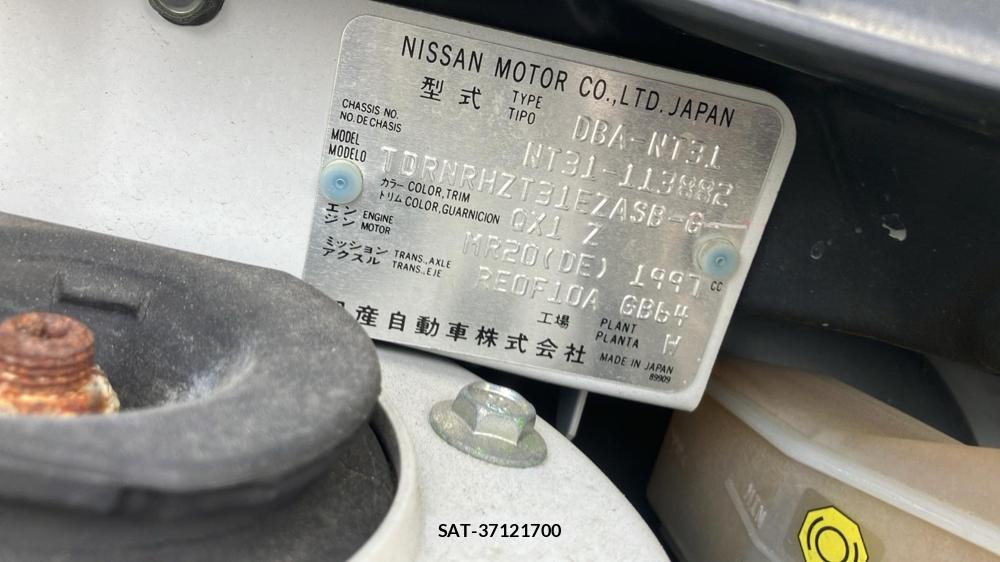 NISSAN MOTOR CO.,LTD. JAPAN
型式 TYPE TIPO DBA-NT31
CHASSIS NO. NO. DE CHASIS NT31-113882
MODEL MODELO TDRNRHZT31EZASB-G--
カラー COLOR,TRIM
トリム COLOR,GUARNICION QX1 Z
エンジン ENGINE MOTOR MR20(DE) 1997 CC
ミッション TRANS.,AXLE
アクスル TRANS.,EJE RE0F10A GB64
工場 PLANT PLANTA W
産自動車株式会社 MADE IN JAPAN
89909
MIN
SAT-37121700